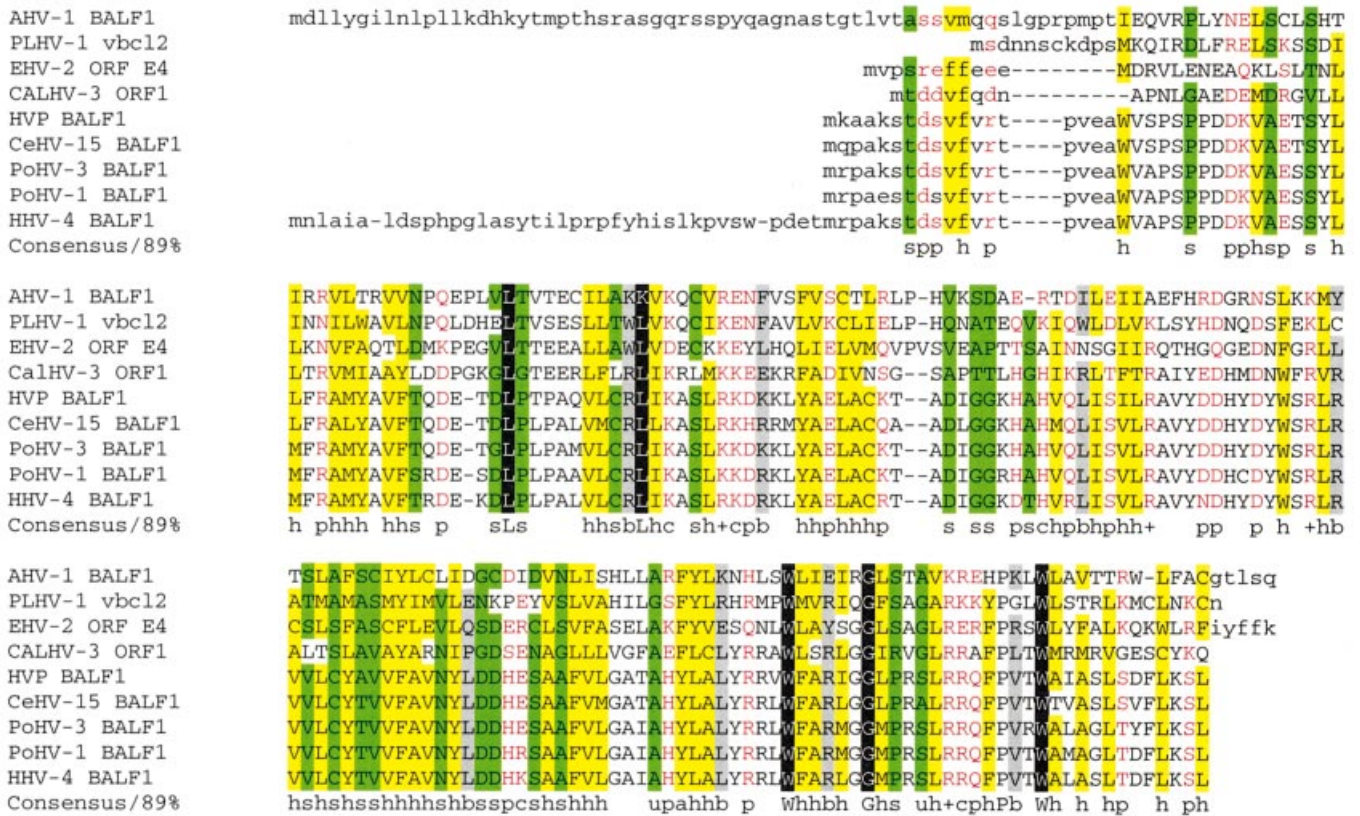 AHV-1 BALF1 mdllygilnlpllkdhkytmpthsrasgqrsspyqagnastgtlvtassvmqqslgprpmptIEQVRPLYNELSCLSHT
PLHV-1 vbcl2 msdnnsckdpsMKQIRDLFRELSKSSDI
EHV-2 ORF E4 mvpsreffeee--------MDRVLENEAQKLSLTNL
CALHV-3 ORF1 mtddvfqdn---------APNLGAEDEMDRGVLL
HVP BALF1 mkaakstdsvfvrt----pveaWVSPSPPDDKVAETSYL
CeHV-15 BALF1 mqpakstdsvfvrt----pveaWVSPSPPDDKVAETSYL
PoHV-3 BALF1 mrpakstdsvfvrt----pveaWVAPSPPDDKVAESSYL
PoHV-1 BALF1 mrpaestdsvfvrt----pveaWVAPSPPDDKVAESSYL
HHV-4 BALF1 mnlaia-ldsphpglasytilprpfyhislkpvsw-pdetmrpakstdsvfvrt----pveaWVAPSPPDDKVAESSYL
Consensus/89% spp h p h s pphsp s h
AHV-1 BALF1 IRRVLTRVVNPQEPLVLTVTECILAKKVKQCVRENFVSFVSCTLRLP-HVKSDAE-RTDILEIIAEFHRDGRNSLKKMY
PLHV-1 vbcl2 INNILWAVLNPQLDHELTVSESLLTWLVKQCIKENFAVLVKCLIELP-HQNATEQVKIQWLDLVKLSYHDNQDSFEKLC
EHV-2 ORF E4 LKNVFAQTLDMKPEGVLTTEEALLAWLVDECKKEYLHQLIELVMQVPVSVEAPTTSAINNSGIIRQTHGQGEDNFGRLL
CalHV-3 ORF1 LTRVMIAAYLDDPGKGLGTEERLFLRLIKRLMKKEEKRFADIVNSG--SAPTTLHGHIKRLTFTRAIYEDHMDNWFRVR
HVP BALF1 LFRAMYAVFTQDE-TDLPTPAQVLCRLIKASLRKDKKLYAELACKT--ADIGGKHAHVQLISILRAVYDDHYDYWSRLR
CeHV-15 BALF1 LFRALYAVFTQDE-TDLPLPALVMCRLLKASLRKHRRMYAELACQA--ADLGGKHAHMQLISILRAVYDDHYDYWSRLR
PoHV-3 BALF1 MFRAMYAVFTQDE-TGLPLPAMVLCRLIKASLKKDKKLYAELACKT--ADIGGKHAHVQLISVLRAVYDDHYDYWSRLR
PoHV-1 BALF1 MFRAMYAVFSRDE-SDLPLPAAVLCRLIKASLRKDRKLYAELACKT--ADIGGRHAHVQLISVLRAVYDDHCDYWSRLR
HHV-4 BALF1 MFRAMYAVFTRDE-KDLPLPALVLCRLIKASLRKDRKLYAELACRT--ADIGGKDTHVRLISVLRAVYNDHYDYWSRLR
Consensus/89% h phhh hhs p sLs hhsbLhc sh+cpb hhphhhp s ss pschpbhphh+ pp p h +hb
AHV-1 BALF1 TSLAFSCIYLCLIDGCDIDVNLISHLLARFYLKNHLSWLIEIRGLSTAVKREHPKLWLAVTTRW-LFACgtlsq
PLHV-1 vbcl2 ATMAMASMYIMVLENKPEYVSLVAHILGSFYLRHRMPWMVRIQGFSAGARKKYPGLWLSTRLKMCLNKCn
EHV-2 ORF E4 CSLSFASCFLEVLQSDERCLSVFASELAKFYVESQNLWLAYSGGLSAGLRERFPRSWLYFALKQKWLRFiyffk
CALHV-3 ORF1 ALTSLAVAYARNIPGDSENAGLLLVGFAEFLCLYRRAWLSRLGGIRVGLRRAFPLTWMRMRVGESCYKQ
HVP BALF1 VVLCYAVVFAVNYLDDHESAAFVLGATAHYLALYRRVWFARIGGLPRSLRRQFPVTWAIASLSDFLKSL
CeHV-15 BALF1 VVLCYTVVFAVNYLDDHESAAFVMGATAHYLALYRRLWFARLGGLPRALRRQFPVTWTVASLSVFLKSL
PoHV-3 BALF1 VVLCYTVVFAVNYLDDHESAAFVLGAIAHYLALYRRLWFARMGGMPRSLRRQFPVRWALAGLTYFLKSL
PoHV-1 BALF1 VVLCYTVVFAVNYLDDHRSAAFVLGAIAHYLALYRRLWFARMGGMPRSLRRQFPVTWAMAGLTDFLKSL
HHV-4 BALF1 VVLCYTVVFAVNYLDDHKSAAFVLGAIAHYLALYRRLWFARLGGMPRSLRRQFPVTWALASLTDFLKSL
Consensus/89% hshshsshhhhhshbsspcshshhh upahhb p Whhbh Ghs uh+cphPb Wh h hp h ph